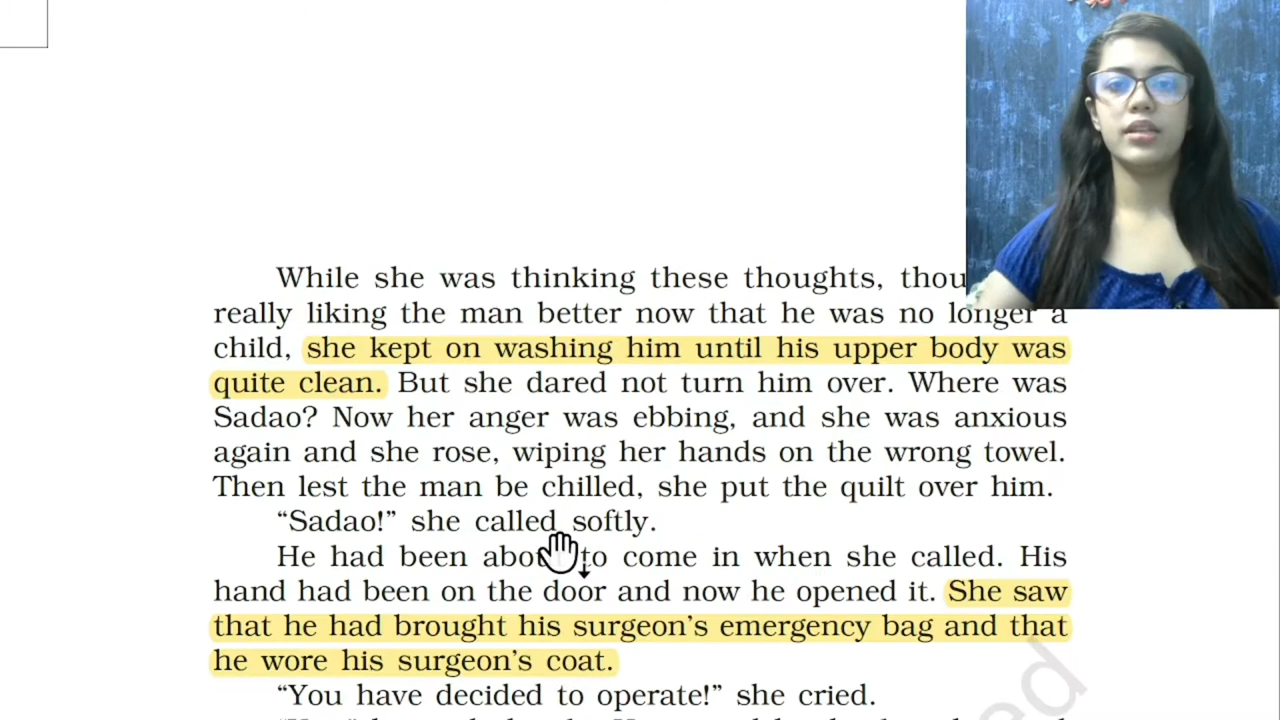 While she was thinking these thoughts,
really liking the man better now that he was no longer a
child, she kept on washing him until his upper body was
quite clean. But she dared not turn him over. Where was
Sadao? Now her anger was ebbing, and she was anxious
again and she rose, wiping her hands on the wrong towel.
Then lest the man be chilled, she put the quilt over him.
“Sadao!” she called softly.
He had been about to come in when she called. His
hand had been on the door and now he opened it. She saw
that he had brought his surgeon’s emergency bag and that
he wore his surgeon’s coat.
“You have decided to operate!” she cried.